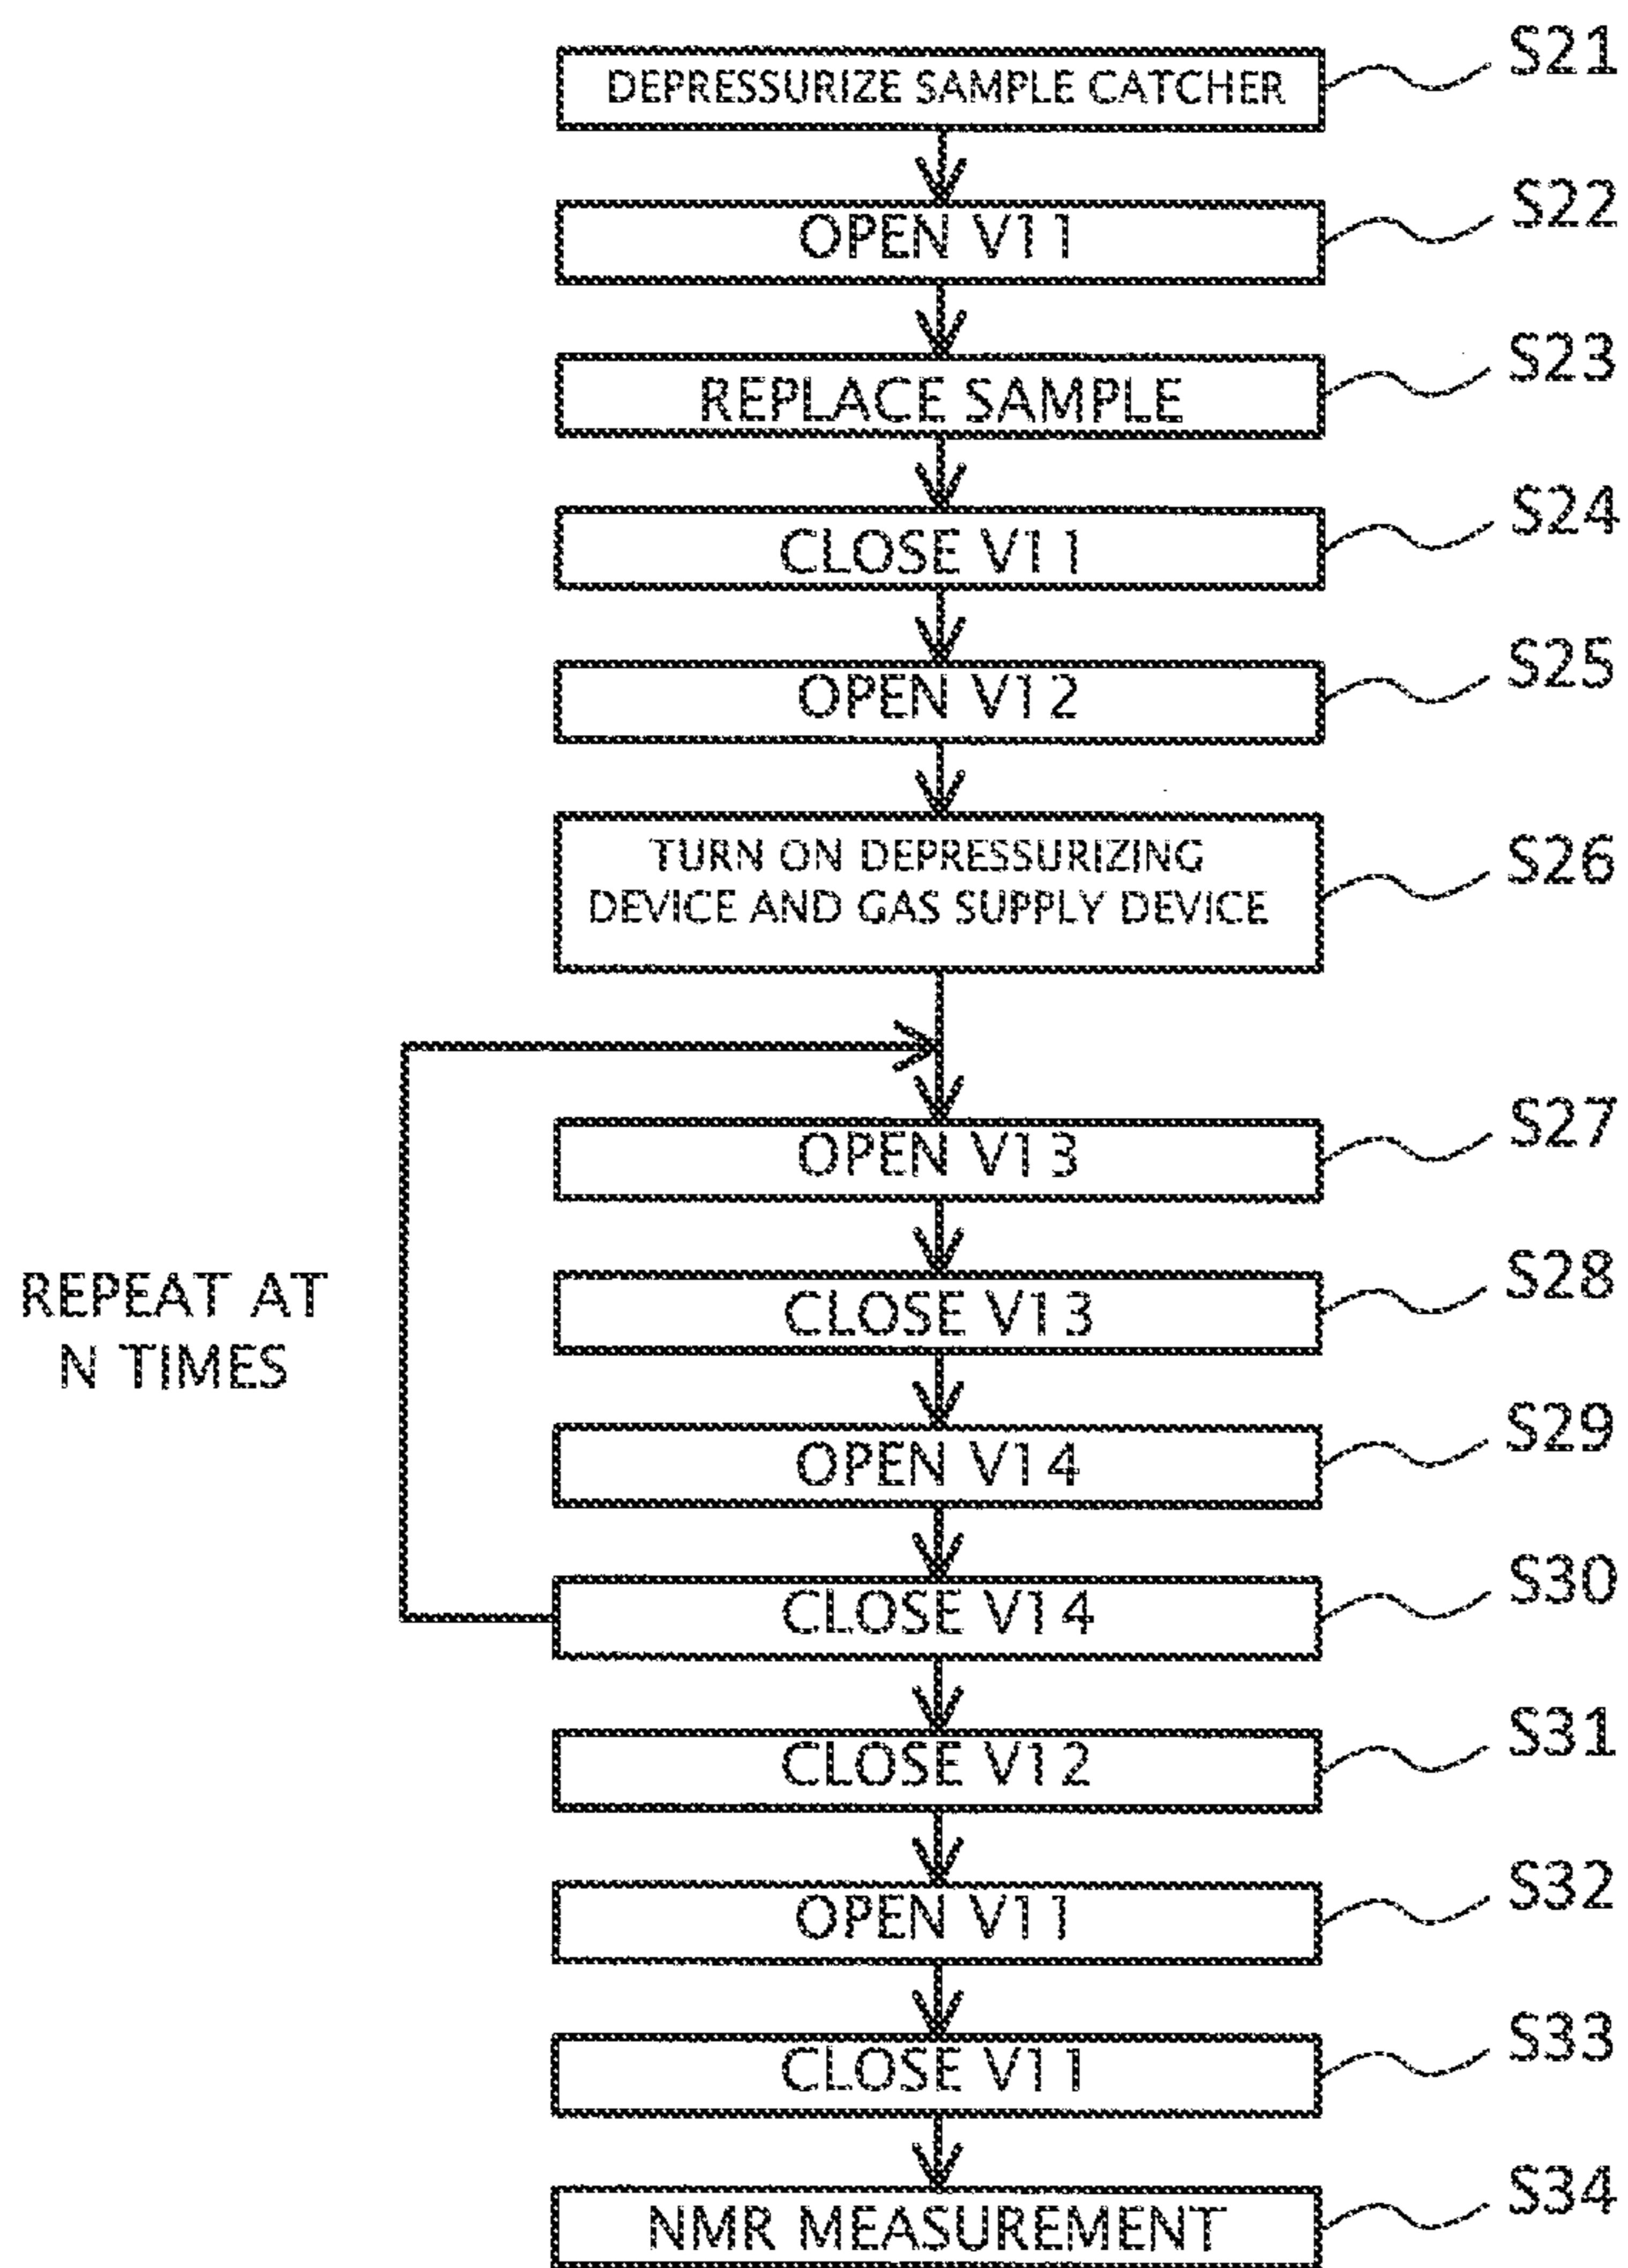 DEPRESSURIZE SAMPLE CATCHER S21
OPEN V11 S22
REPLACE SAMPLE S23
CLOSE V11 S24
OPEN V12 S25
TURN ON DEPRESSURIZING
DEVICE AND GAS SUPPLY DEVICE S26
OPEN V13 S27
CLOSE V13 S28
REPEAT AT
N TIMES
OPEN V14 S29
CLOSE V14 S30
CLOSE V12 S31
OPEN V11 S32
CLOSE V11 S33
NMR MEASUREMENT S34